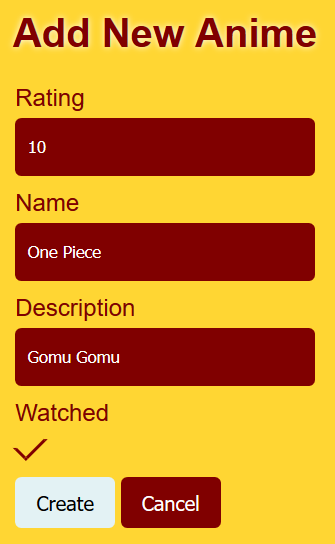 Add New Anime
Rating
10
Name
One Piece
Description
Gomu Gomu
Watched
Create Cancel